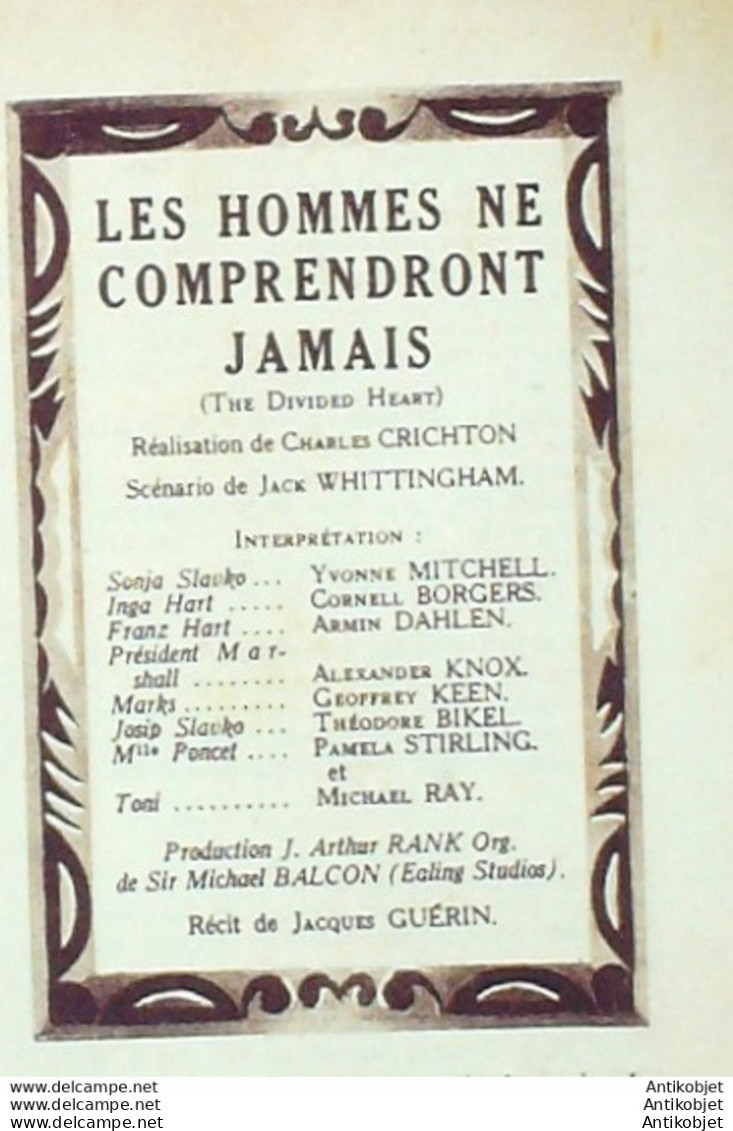 LES HOMMES NE
COMPRENDRONT
JAMAIS
(THE DIVIDED HEART)
Réalisation de CHARLES CRICHTON
Scénario de JACK WHITTINGHAM.
INTERPRÉTATION :
Sonja Slavko ... YVONNE MITCHELL.
Inga Hart ..... CORNELL BORGERS.
Franz Hart .... ARMIN DAHLEN.
Président Mar-
shall ........ ALEXANDER KNOX.
Marks ......... GEOFFREY KEEN.
Josip Slavko ... THÉODORE BIKEL.
Mlle Poncet .... PAMELA STIRLING.
et
Toni .......... MICHAEL RAY.
Production J. Arthur RANK Org.
de Sir Michael BALCON (Ealing Studios).
Récit de JACQUES GUÉRIN.
www.antikobjet.net Antikobjet
www.antikobjet.net Antikobjet
www.antikobjet.net Antikobjet